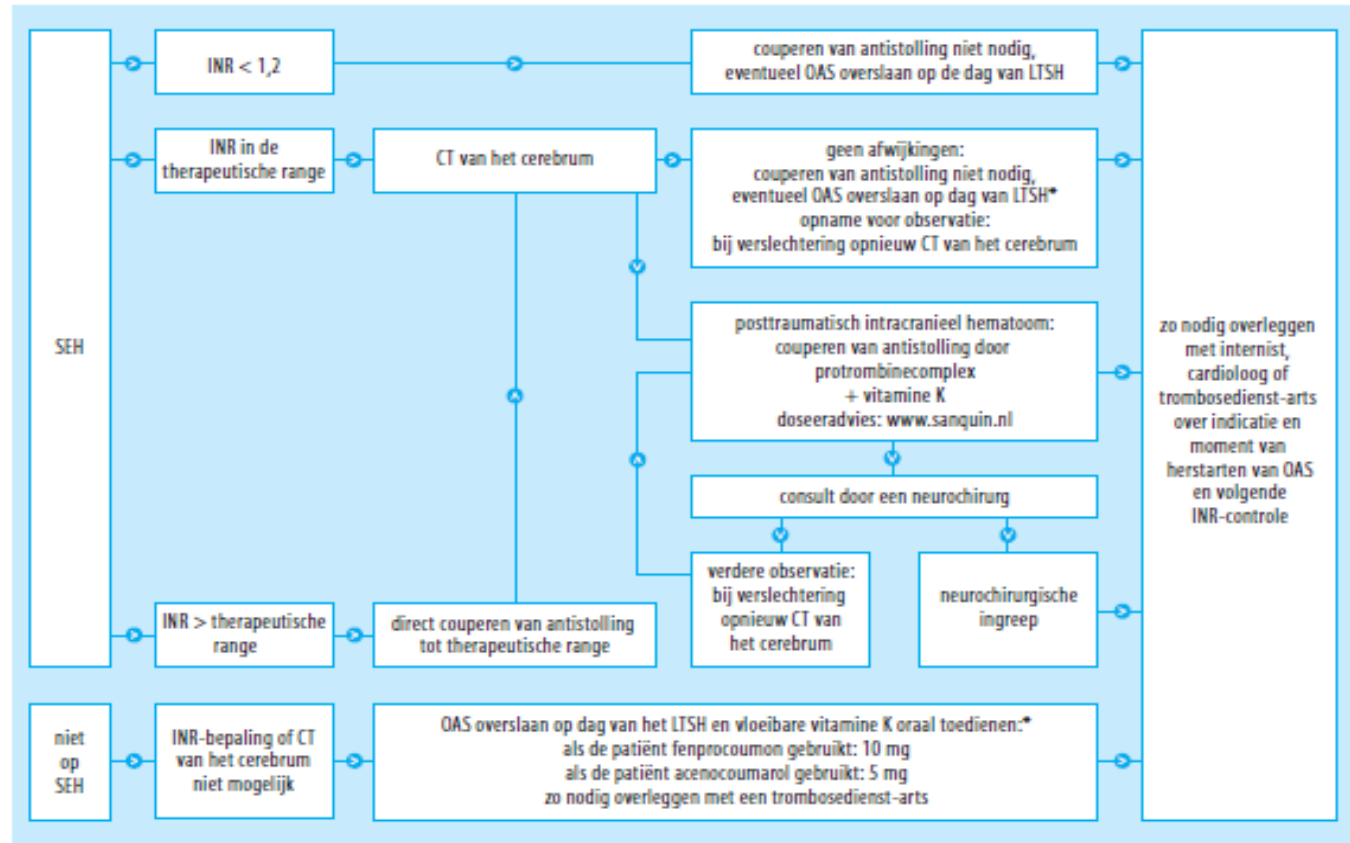 SEH
INR < 1,2
couperen van antistolling niet nodig,
eventueel OAS overslaan op de dag van LTSH
INR in de
therapeutische range
CT van het cerebrum
geen afwijkingen:
couperen van antistolling niet nodig,
eventueel OAS overslaan op dag van LTSH*
opname voor observatie:
bij verslechtering opnieuw CT van het cerebrum
posttraumatisch intracranieel hematoom:
couperen van antistolling door
protrombinecomplex
+ vitamine K
doseeradvies: www.sanquin.nl
consult door een neurochirurg
verdere observatie:
bij verslechtering
opnieuw CT van
het cerebrum
neurochirurgische
ingreep
INR > therapeutische
range
direct couperen van antistolling
tot therapeutische range
zo nodig overleggen
met internist,
cardioloog of
trombosedienst-arts
over indicatie en
moment van
herstarten van OAS
en volgende
INR-controle
niet
op
SEH
INR-bepaling of CT
van het cerebrum
niet mogelijk
OAS overslaan op dag van het LTSH en vloeibare vitamine K oraal toedienen:*
als de patiënt fenprocoumon gebruikt: 10 mg
als de patiënt acenocoumarol gebruikt: 5 mg
zo nodig overleggen met een trombosedienst-arts